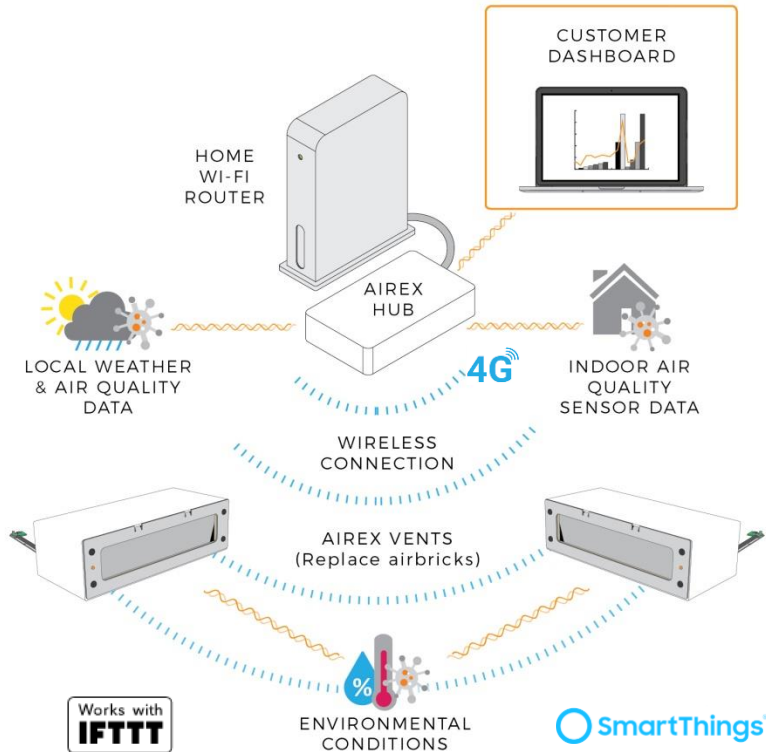 CUSTOMER
DASHBOARD
HOME
WI-FI
ROUTER
AIREX
HUB
4G
LOCAL WEATHER
& AIR QUALITY
DATA
INDOOR AIR
QUALITY
SENSOR DATA
WIRELESS
CONNECTION
AIREX VENTS
(Replace airbricks)
%
ENVIRONMENTAL
CONDITIONS
Works with
IFTTT
SmartThings